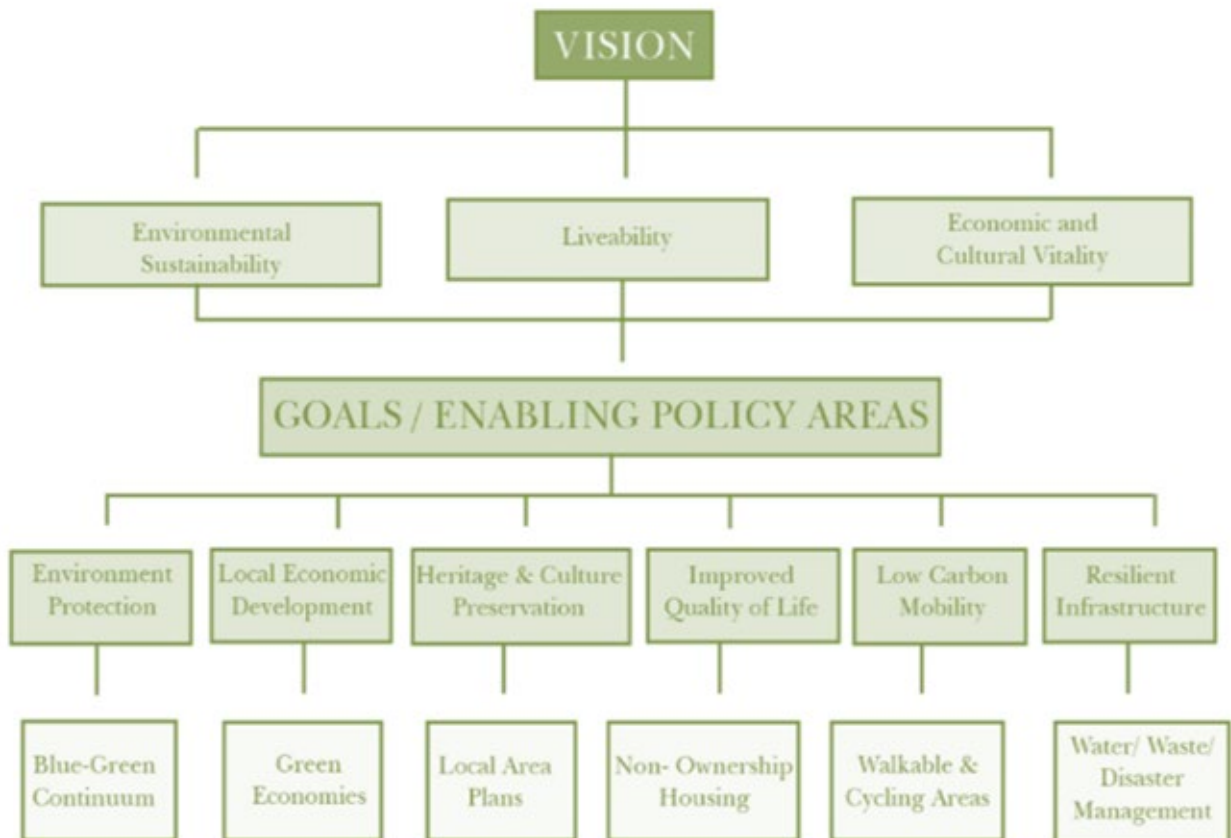 VISION
Environmental
Sustainability
Liveability
Economic and
Cultural Vitality
GOALS / ENABLING POLICY AREAS
Environment
Protection
Local Economic
Development
Heritage & Culture
Preservation
Improved
Quality of Life
Low Carbon
Mobility
Resilient
Infrastructure
Blue-Green
Continuum
Green
Economies
Local Area
Plans
Non- Ownership
Housing
Walkable &
Cycling Areas
Water/ Waste/
Disaster
Management